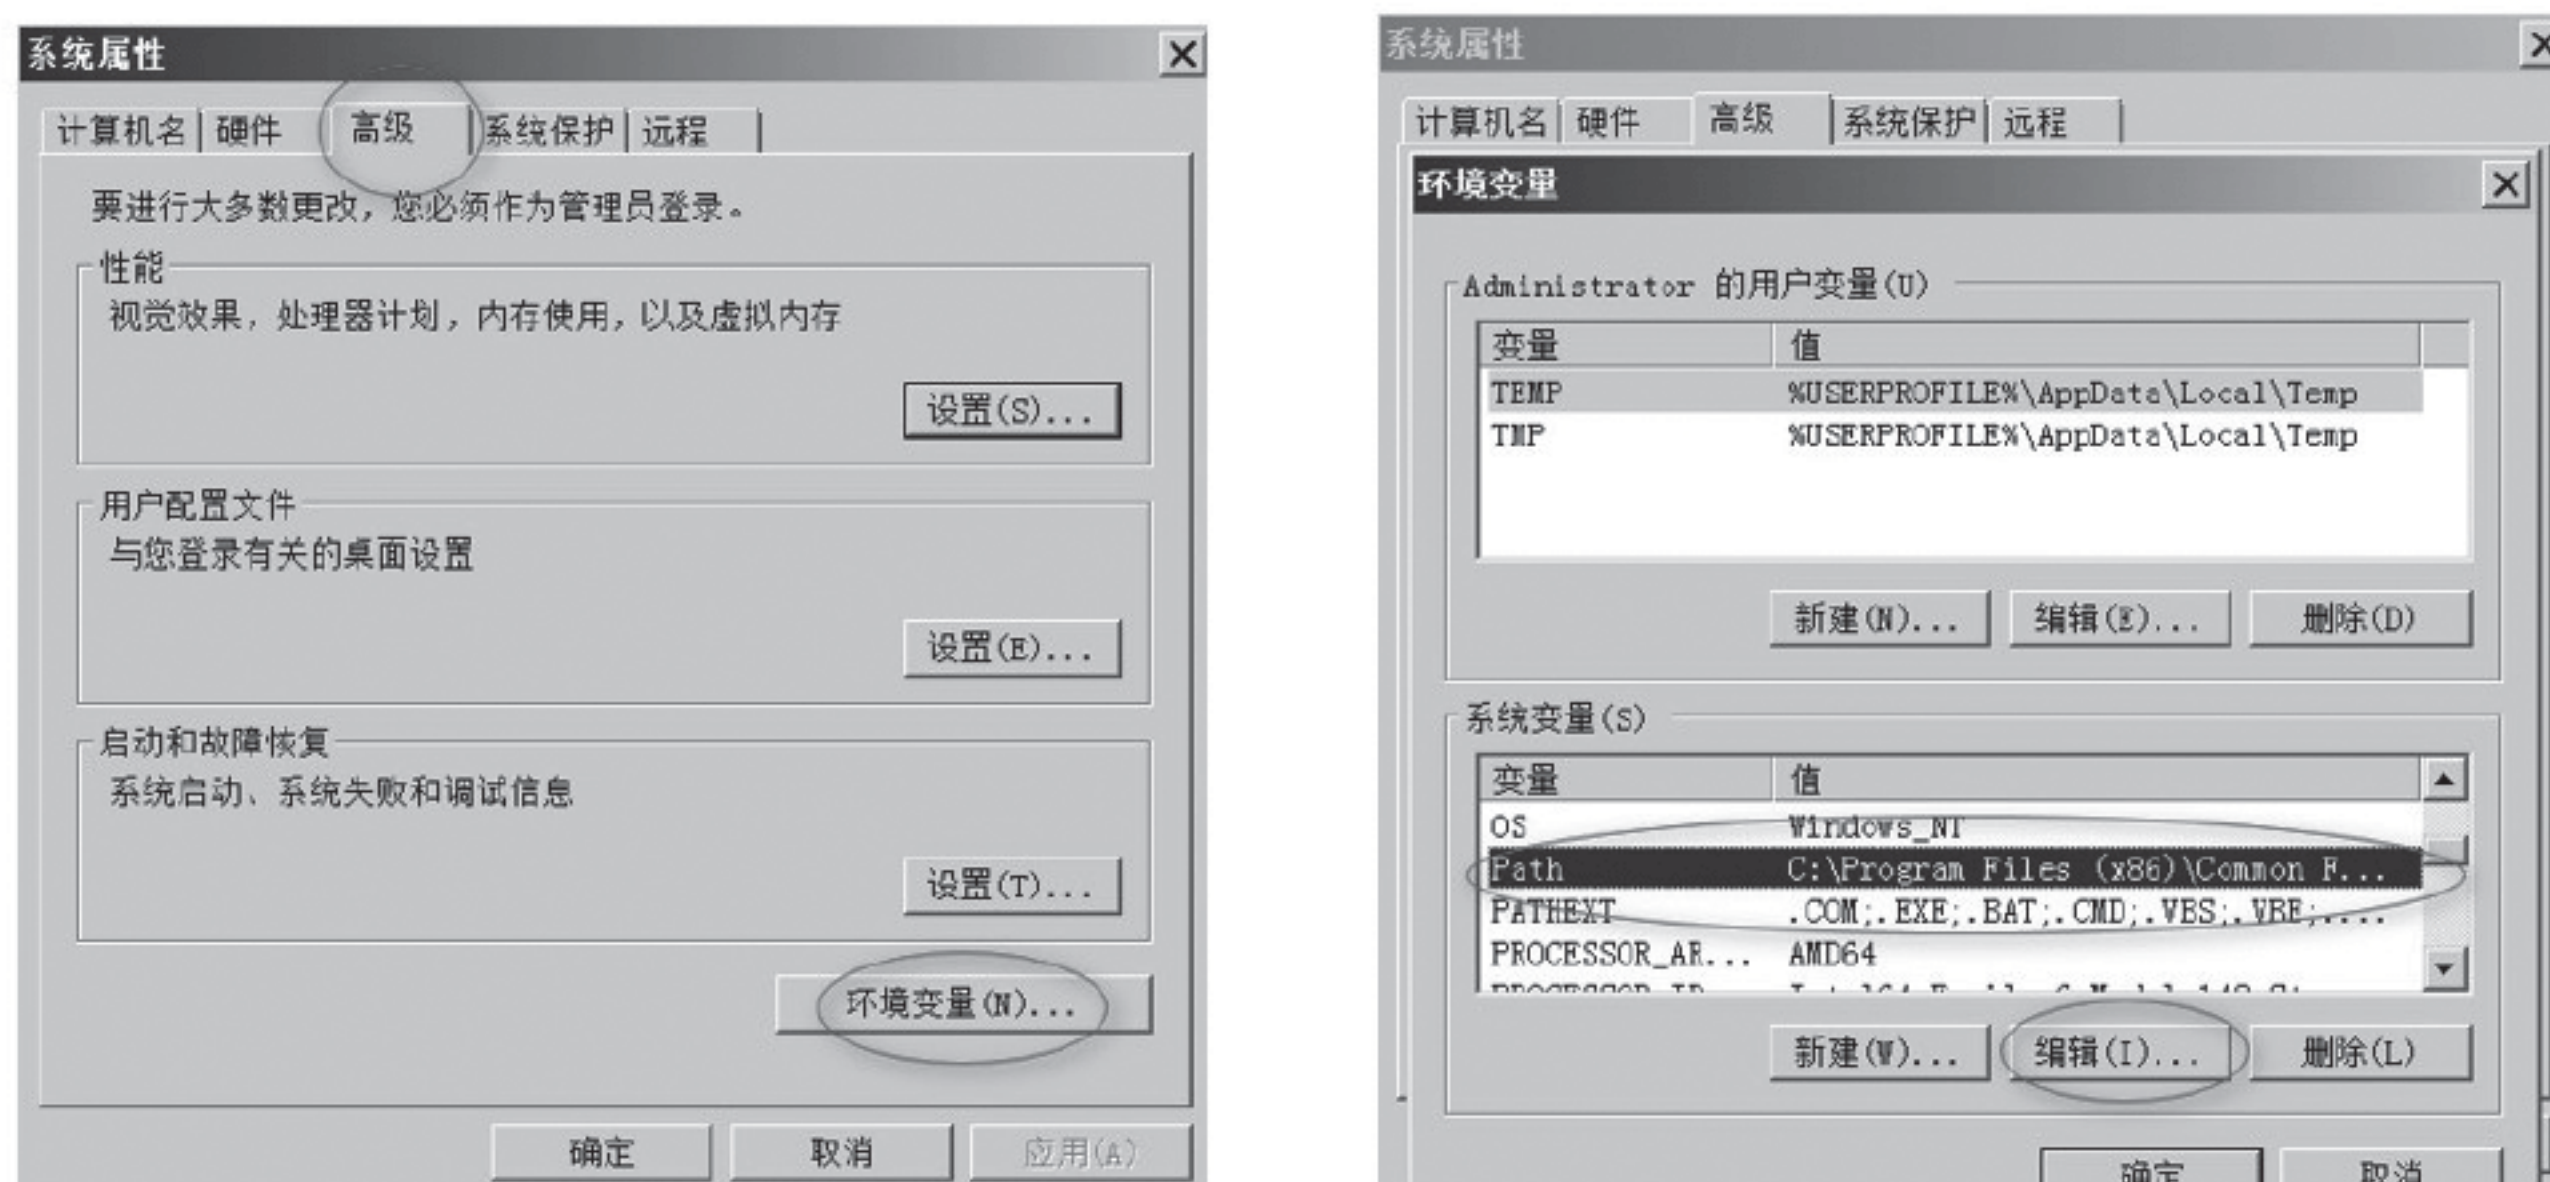 系统属性
计算机名 硬件 高级 系统保护 远程
要进行大多数更改，您必须作为管理员登录。
性能
视觉效果，处理器计划，内存使用，以及虚拟内存
设置(S)...
用户配置文件
与您登录有关的桌面设置
设置(E)...
启动和故障恢复
系统启动、系统失败和调试信息
设置(T)...
环境变量(N)...
确定 取消 应用(A)
系统属性
计算机名 硬件 高级 系统保护 远程
环境变量
Administrator 的用户变量(U)
变量 值
TEMP %USERPROFILE%\AppData\Local\Temp
TMP %USERPROFILE%\AppData\Local\Temp
新建(N)... 编辑(E)... 删除(D)
系统变量(S)
变量 值
OS Windows_NT
Path C:\Program Files (x86)\Common F...
PATHEXT .COM;.EXE;.BAT;.CMD;.VBS;.VBE;....
PROCESSOR_AR... AMD64
新建(W)... 编辑(I)... 删除(L)
确定 取消